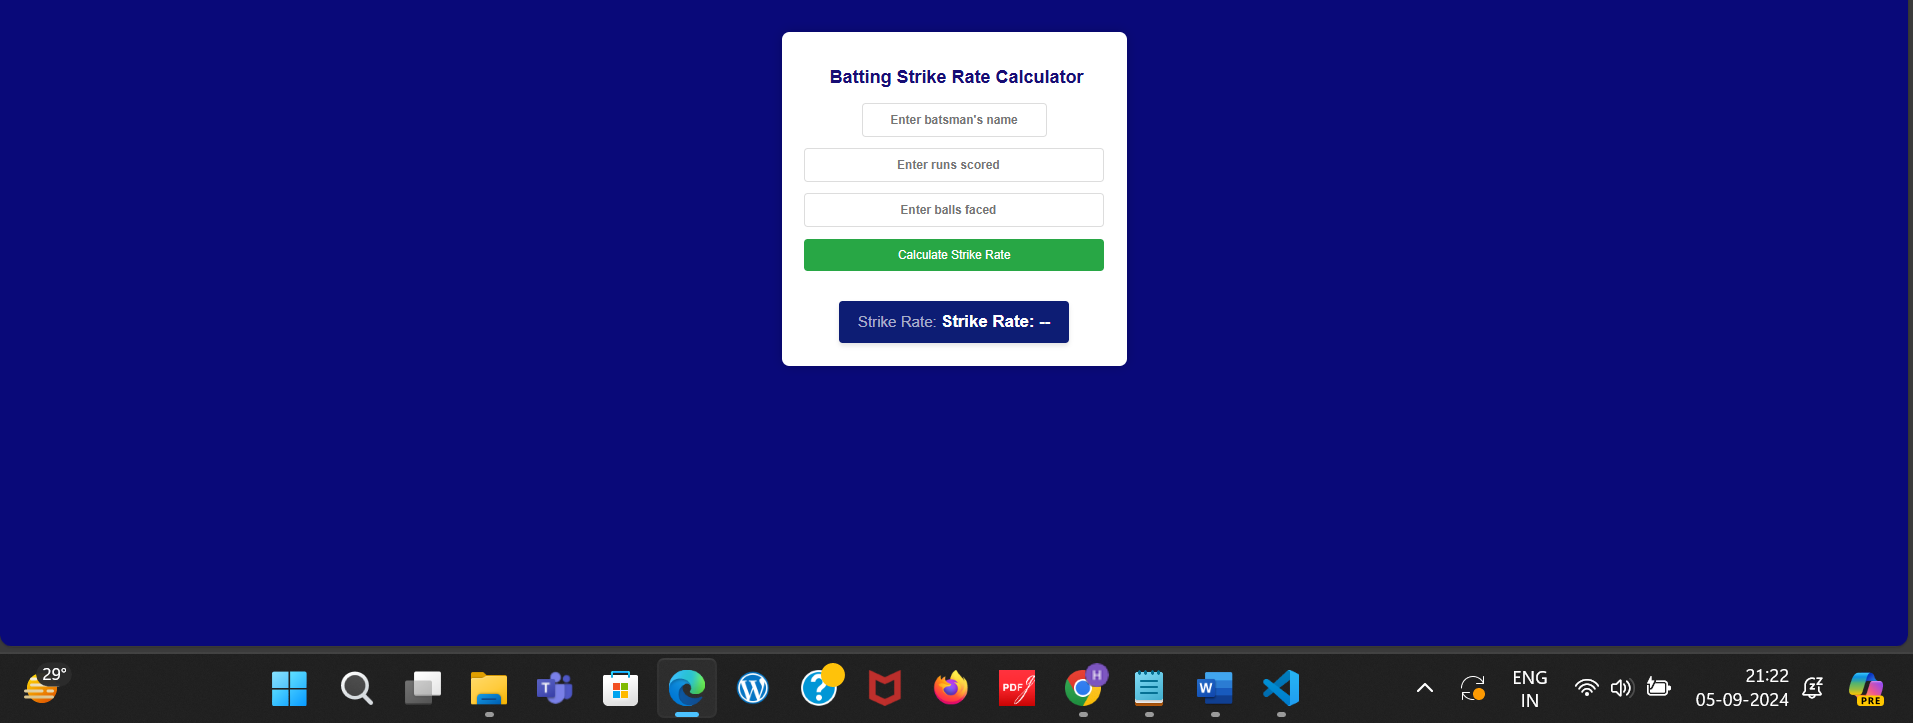 Batting Strike Rate Calculator
Enter batsman's name
Enter runs scored
Enter balls faced
Calculate Strike Rate
Strike Rate: Strike Rate: --
29°
T
?
PDF
H
W
ENG
IN
21:22
05-09-2024
PRE